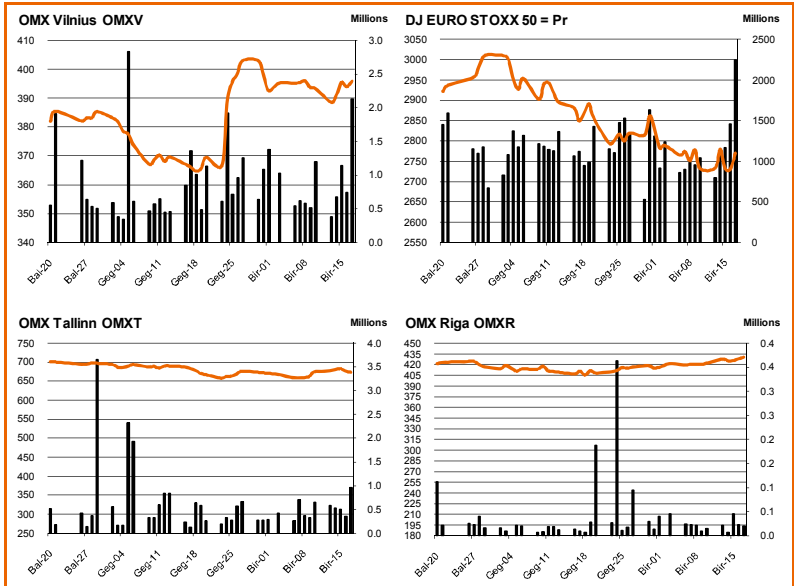 OMX Vilnius OMXV
Millions
410
400
390
380
370
360
350
340
3.0
2.5
2.0
1.5
1.0
0.5
0.0
Bal-20
Bal-27
Geg-04
Geg-11
Geg-18
Geg-25
Bir-01
Bir-08
Bir-15
DJ EURO STOXX 50 = Pr
Millions
3050
3000
2950
2900
2850
2800
2750
2700
2650
2600
2550
2500
2000
1500
1000
500
0
Bal-20
Bal-27
Geg-04
Geg-11
Geg-18
Geg-25
Bir-01
Bir-08
Bir-15
OMX Tallinn OMXT
Millions
750
700
650
600
550
500
450
400
350
300
250
4.0
3.5
3.0
2.5
2.0
1.5
1.0
0.5
0.0
Bal-20
Bal-27
Geg-04
Geg-11
Geg-18
Geg-25
Bir-01
Bir-08
Bir-15
OMX Riga OMXR
Millions
450
435
420
405
390
375
360
345
330
315
300
285
270
255
240
225
210
195
180
0.4
0.4
0.3
0.3
0.2
0.2
0.1
0.1
0.0
Bal-20
Bal-27
Geg-04
Geg-11
Geg-18
Geg-25
Bir-01
Bir-08
Bir-15